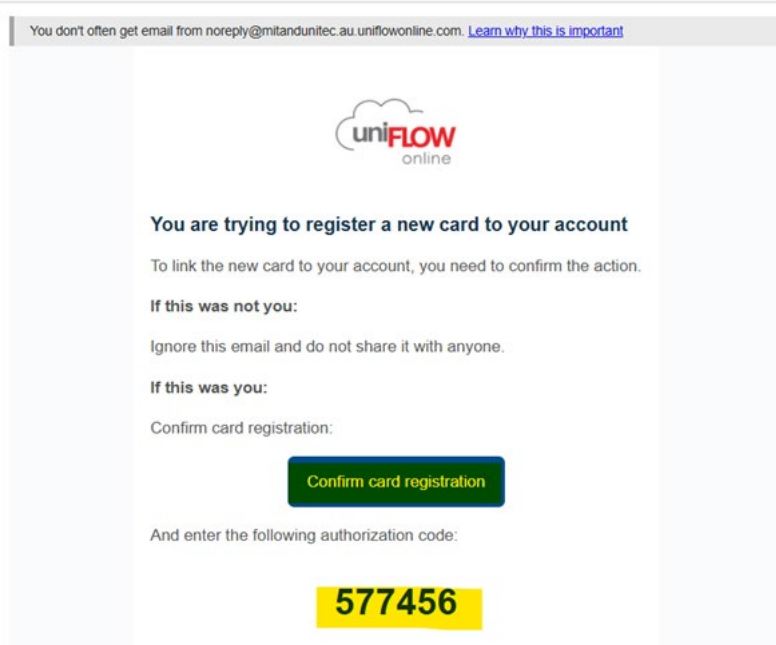 You don't often get email from noreply@mitandunitec.au.uniflowonline.com. Learn why this is important
uniFLOW
online
You are trying to register a new card to your account
To link the new card to your account, you need to confirm the action.
If this was not you:
Ignore this email and do not share it with anyone.
If this was you:
Confirm card registration:
Confirm card registration
And enter the following authorization code:
577456